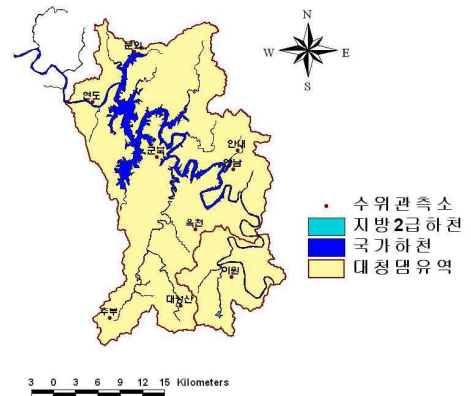 N
W E
S
문의
현도
안내
군북
안남
옥천
이원
대성산
추부
수위관측소
지방2급하천
국가하천
대청댐유역
3 0 3 6 9 12 15 Kilometers